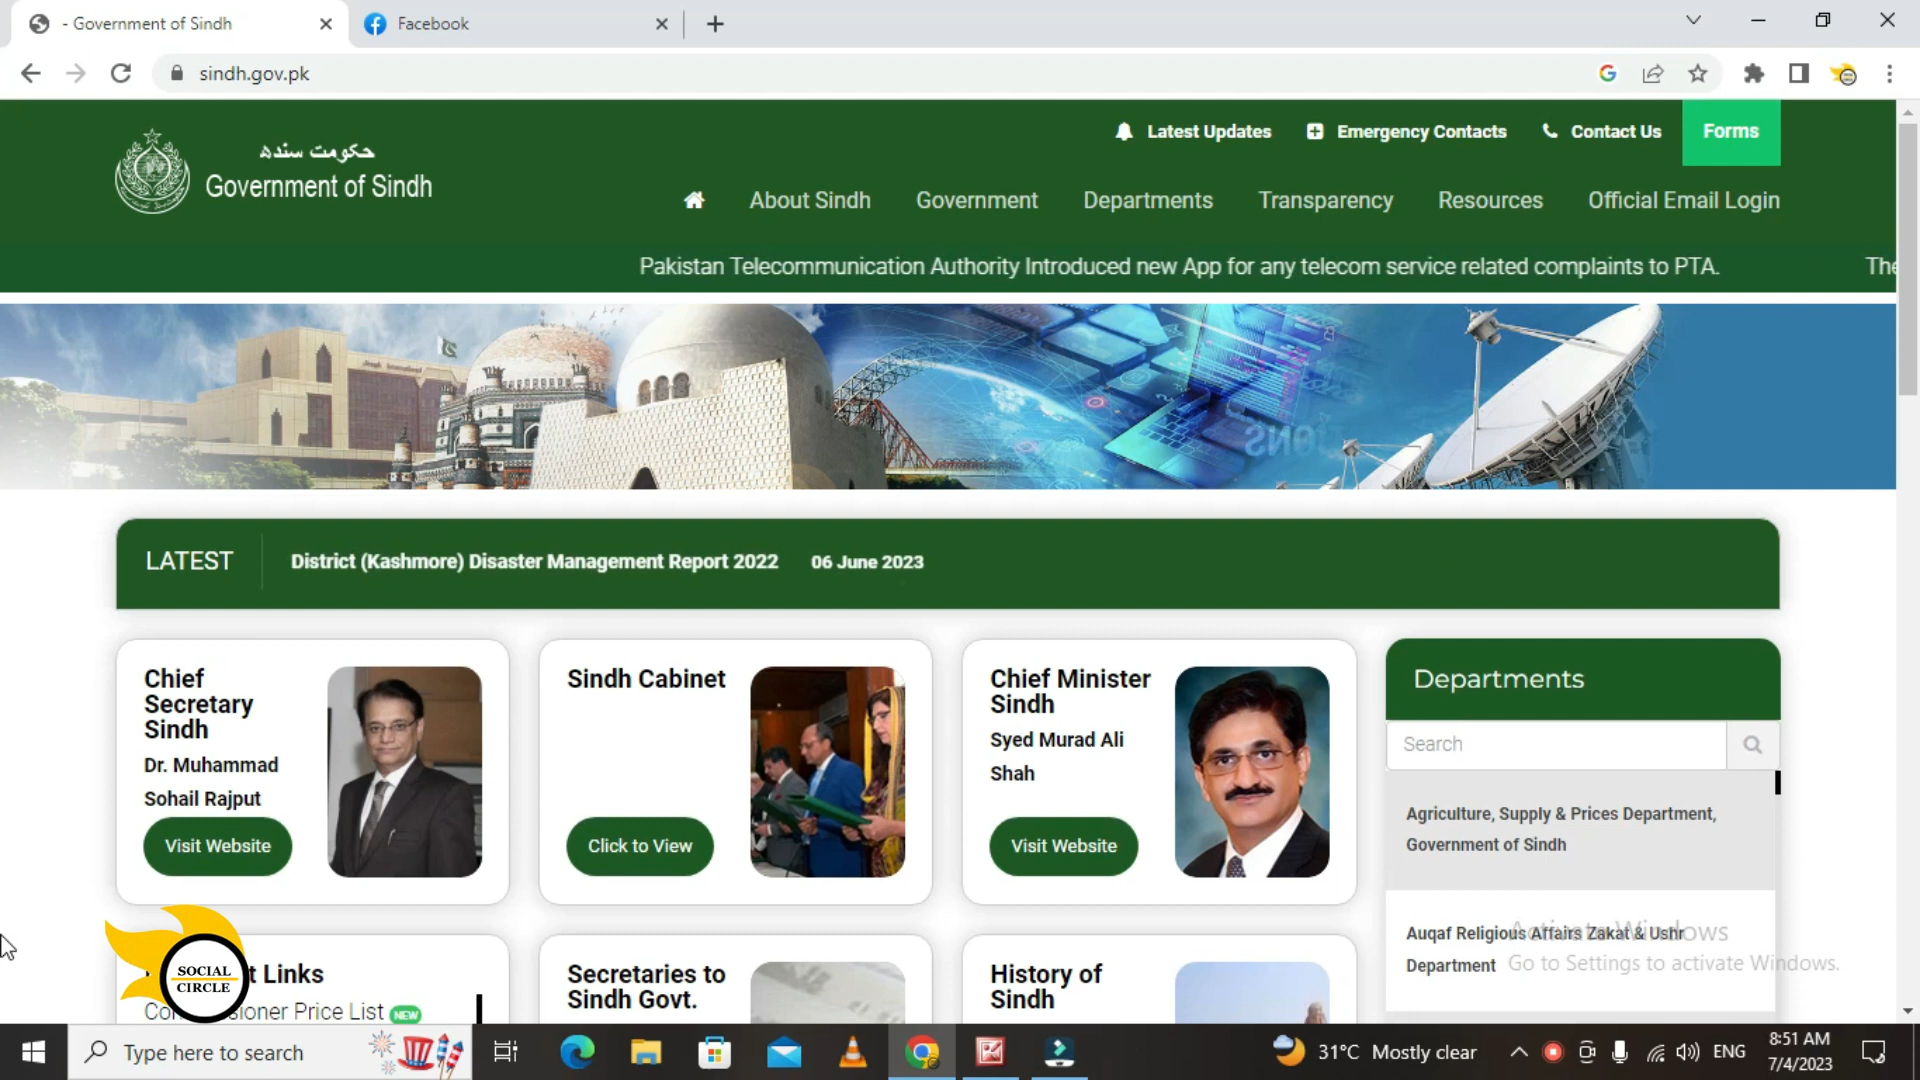 - Government of Sindh
Facebook
sindh.gov.pk
Latest Updates
Emergency Contacts
Contact Us
Forms
حکومت سندھ
Government of Sindh
About Sindh
Government
Departments
Transparency
Resources
Official Email Login
Pakistan Telecommunication Authority Introduced new App for any telecom service related complaints to PTA.
The
LATEST
District (Kashmore) Disaster Management Report 2022
06 June 2023
Chief
Secretary
Sindh
Dr. Muhammad
Sohail Rajput
Visit Website
Sindh Cabinet
Click to View
Chief Minister
Sindh
Syed Murad Ali
Shah
Visit Website
Departments
Search
Agriculture, Supply & Prices Department,
Government of Sindh
Auqaf Religious Affairs Zakat & Ushr
Department
Activate Windows
Go to Settings to activate Windows.
SOCIAL
CIRCLE
t Links
Price List NEW
Secretaries to
Sindh Govt.
History of
Sindh
Type here to search
31°C Mostly clear
ENG
8:51 AM
7/4/2023